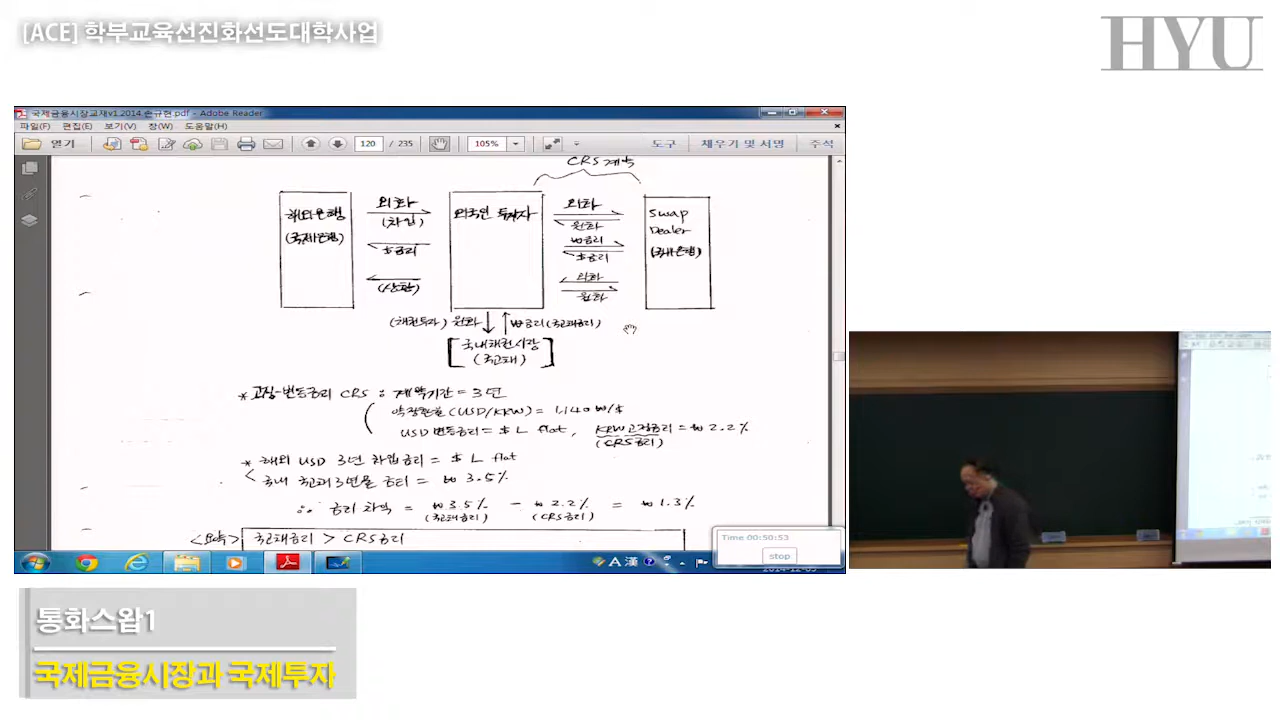 [ACE] 학부교육선진화선도대학사업
HYU
국제금융시장교재v1.2014.손규현.pdf - Adobe Reader
파일(F) 편집(E) 보기(V) 창(W) 도움말(H)
열기 120 / 235 105% 도구 채우기 및 서명 주석
CRS 계약
해외은행
(국제은행)
외화
(차입)
$금리
(상환)
외국인 투자자
외화
원화
₩금리
$금리
외화
원화
Swap
Dealer
(국내은행)
(채권투자) 원화 ₩금리(국고채금리)
국내채권시장
(국고채)
* 고정-변동금리 CRS : 계약기간 = 3년
약정환율 (USD/KRW) = 1,140 ₩/$
USD 변동금리 = $ L flat, KRW 고정금리 = ₩ 2.2%
(CRS금리)
* 해외 USD 3년 차입금리 = $ L flat
국내 국고채 3년물 금리 = ₩ 3.5%
∴ 금리 차익 = ₩3.5% - ₩2.2% = ₩1.3%
(국고채금리) (CRS금리)
<요약> 국고채금리 > CRS금리
Time 00:50:53
stop
A 漢
통화스왑1
국제금융시장과 국제투자